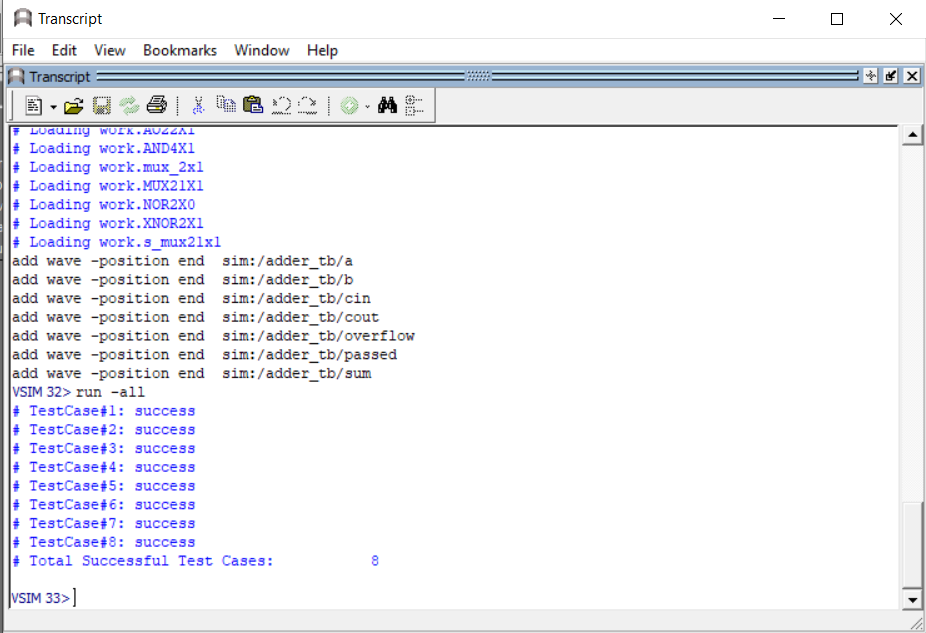 Transcript
File Edit View Bookmarks Window Help
Transcript
# Loading work.AO22X1
# Loading work.AND4X1
# Loading work.mux_2x1
# Loading work.MUX21X1
# Loading work.NOR2X0
# Loading work.XNOR2X1
# Loading work.s_mux21x1
add wave -position end  sim:/adder_tb/a
add wave -position end  sim:/adder_tb/b
add wave -position end  sim:/adder_tb/cin
add wave -position end  sim:/adder_tb/cout
add wave -position end  sim:/adder_tb/overflow
add wave -position end  sim:/adder_tb/passed
add wave -position end  sim:/adder_tb/sum
VSIM 32> run -all
# TestCase#1: success
# TestCase#2: success
# TestCase#3: success
# TestCase#4: success
# TestCase#5: success
# TestCase#6: success
# TestCase#7: success
# TestCase#8: success
# Total Successful Test Cases:           8
VSIM 33>